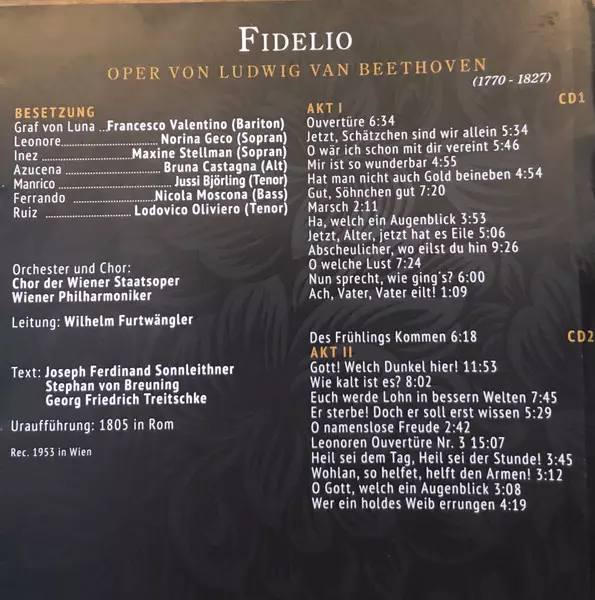 FIDELIO
OPER VON LUDWIG VAN BEETHOVEN
(1770 - 1827)
BESETZUNG
Graf von Luna ...Francesco Valentino (Bariton)
Leonore......................Norina Geco (Sopran)
Inez ..................Maxine Stellman (Sopran)
Azucena ......................Bruna Castagna (Alt)
Manrico .........................Jussi Björling (Tenor)
Ferrando ..................Nicola Moscona (Bass)
Ruiz ....................Lodovico Oliviero (Tenor)
Orchester und Chor:
Chor der Wiener Staatsoper
Wiener Philharmoniker
Leitung: Wilhelm Furtwängler
Text: Joseph Ferdinand Sonnleithner
Stephan von Breuning
Georg Friedrich Treitschke
Uraufführung: 1805 in Rom
Rec. 1953 in Wien
CD1
AKT I
Ouvertüre 6:34
Jetzt, Schätzchen sind wir allein 5:34
O wär ich schon mit dir vereint 5:46
Mir ist so wunderbar 4:55
Hat man nicht auch Gold beineben 4:54
Gut, Söhnchen gut 7:20
Marsch 2:11
Ha, welch ein Augenblick 3:53
Jetzt, Alter, jetzt hat es Eile 5:06
Abscheulicher, wo eilst du hin 9:26
O welche Lust 7:24
Nun sprecht, wie ging's? 6:00
Ach, Vater, Vater eilt! 1:09
Des Frühlings Kommen 6:18
CD2
AKT II
Gott! Welch Dunkel hier! 11:53
Wie kalt ist es? 8:02
Euch werde Lohn in bessern Welten 7:45
Er sterbe! Doch er soll erst wissen 5:29
O namenslose Freude 2:42
Leonoren Ouvertüre Nr. 3 15:07
Heil sei dem Tag, Heil sei der Stunde! 3:45
Wohlan, so helfet, helft den Armen! 3:12
O Gott, welch ein Augenblick 3:08
Wer ein holdes Weib errungen 4:19